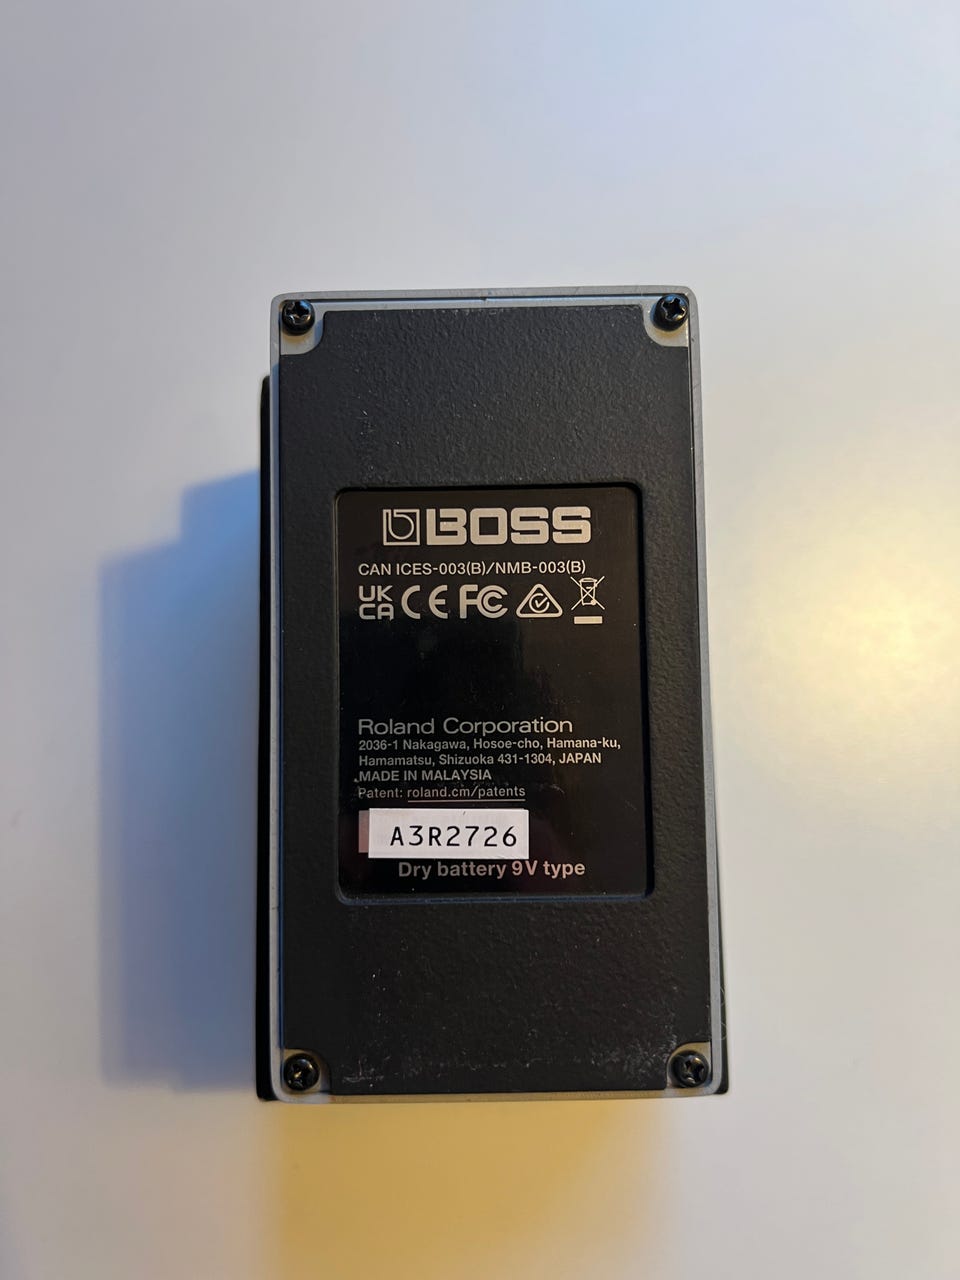 BOSS
CAN ICES-003(B)/NMB-003(B)
UK CA CE FC
Roland Corporation
2036-1 Nakagawa, Hosoe-cho, Hamana-ku,
Hamamatsu, Shizuoka 431-1304, JAPAN
MADE IN MALAYSIA
Patent: roland.cm/patents
A3R2726
Dry battery 9V type